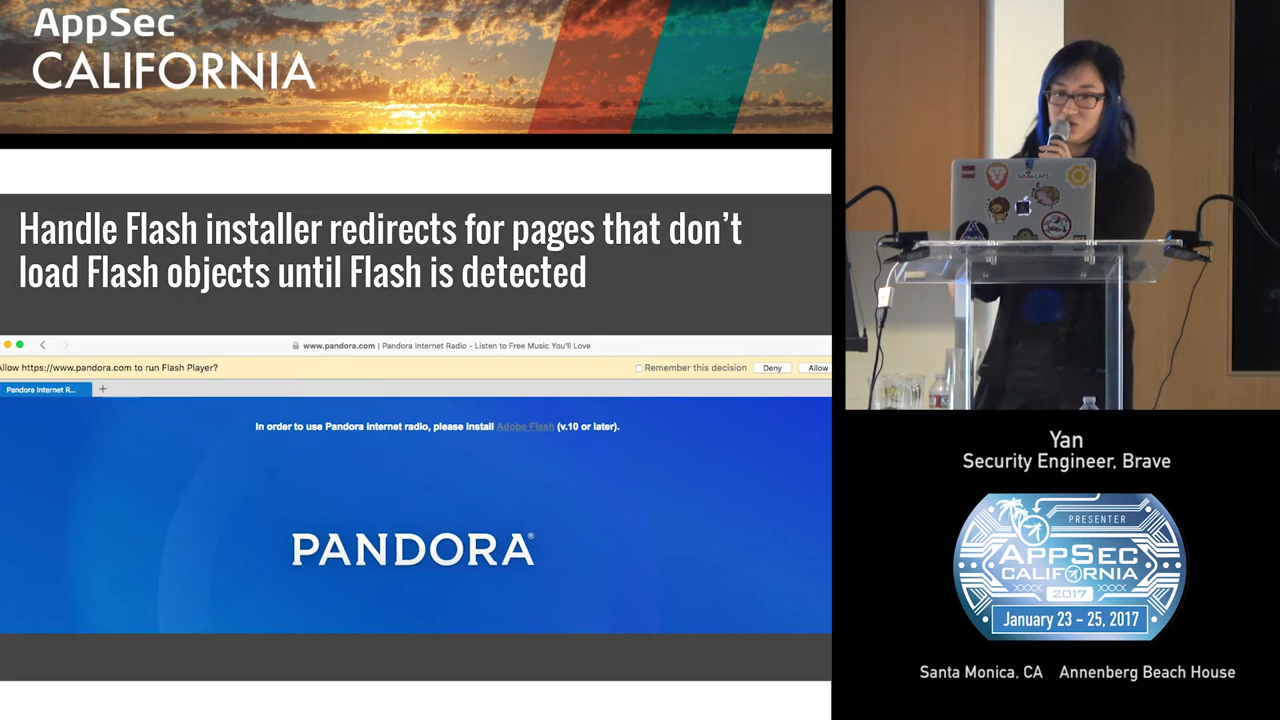 AppSec
CALIFORNIA
Handle Flash installer redirects for pages that don't
load Flash objects until Flash is detected
www.pandora.com | Pandora Internet Radio - Listen to Free Music You'll Love
Allow https://www.pandora.com to run Flash Player?
Remember this decision
Deny
Allow
Pandora Internet R...
In order to use Pandora internet radio, please install Adobe Flash (v.10 or later).
PANDORA®
Yan
Security Engineer, Brave
PRESENTER
APPSEC
CALIFORNIA
2017
January 23 – 25, 2017
Santa Monica, CA Annenberg Beach House